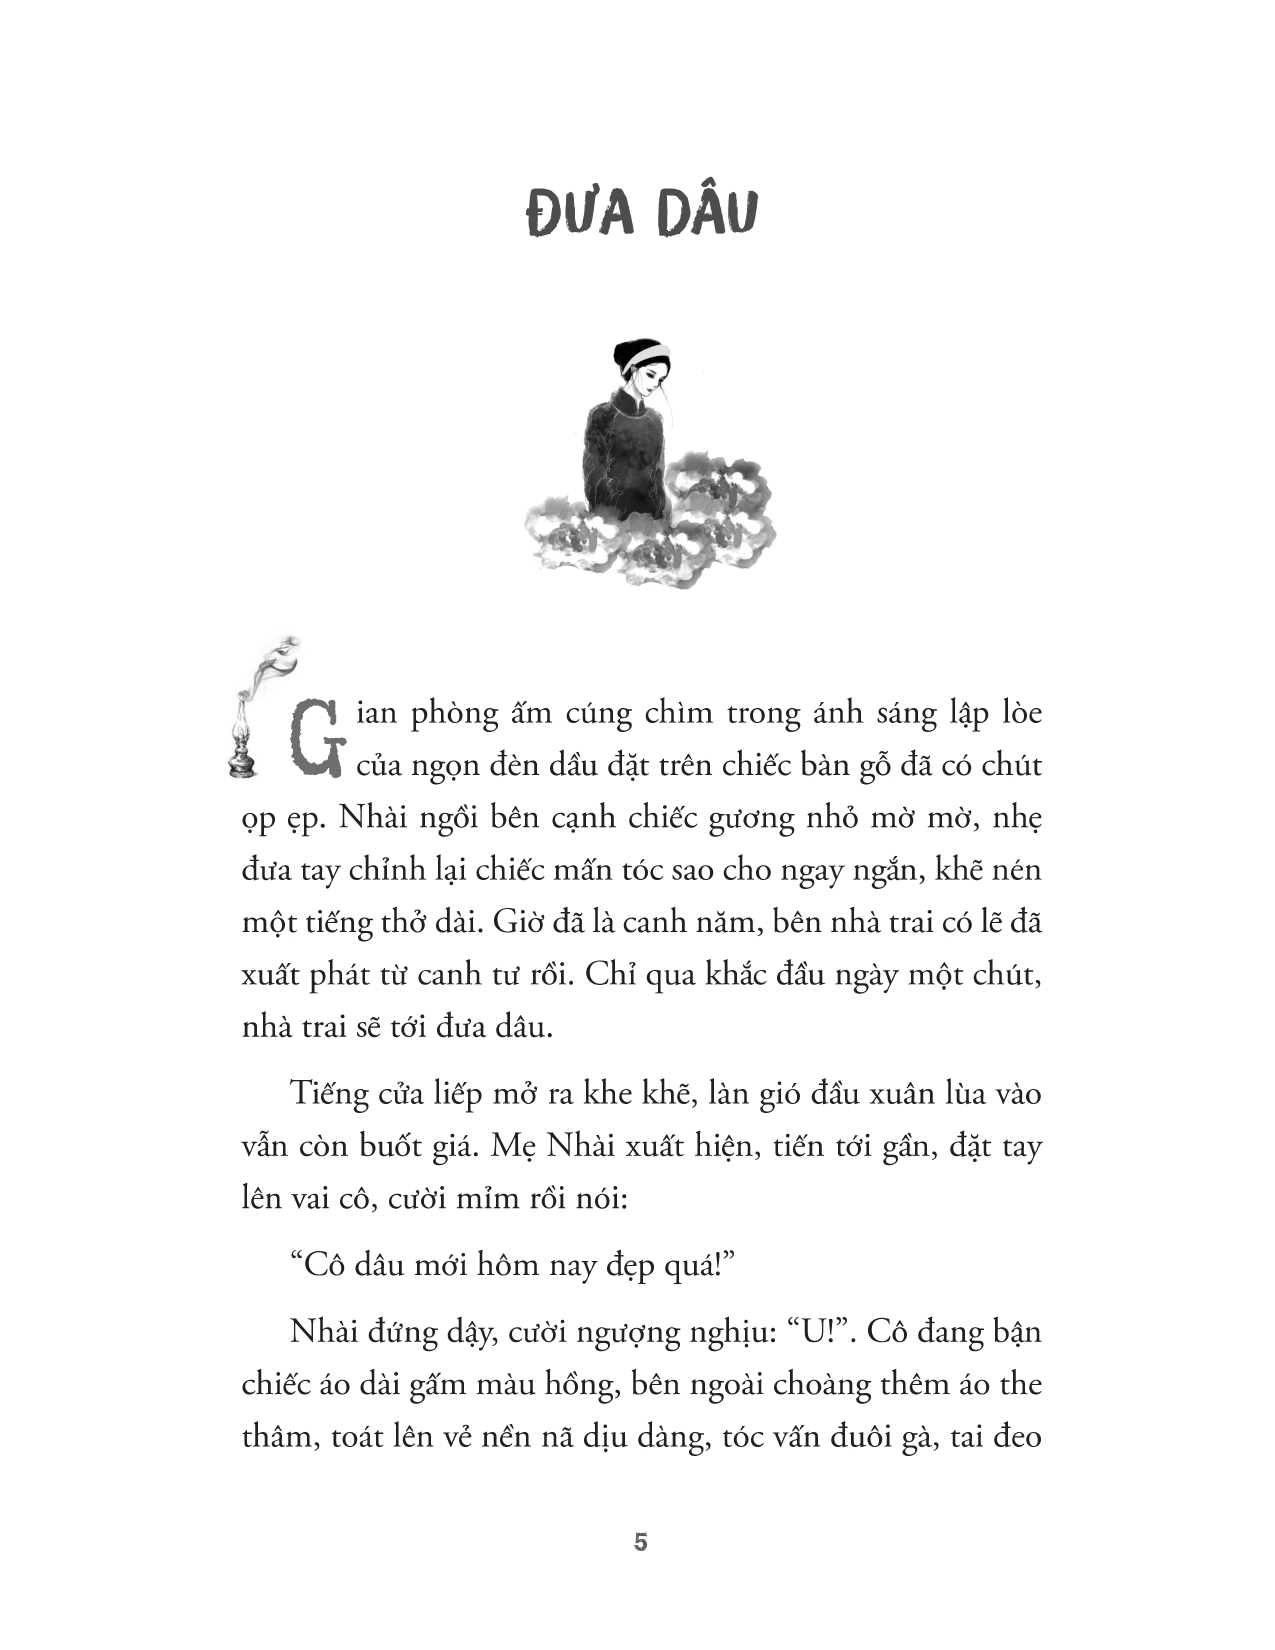 ĐƯA DÂU
Gian phòng ấm cúng chìm trong ánh sáng lập lòe
của ngọn đèn dầu đặt trên chiếc bàn gỗ đã có chút
ọp ẹp. Nhài ngồi bên cạnh chiếc gương nhỏ mờ mờ, nhẹ
đưa tay chỉnh lại chiếc mấn tóc sao cho ngay ngắn, khẽ nén
một tiếng thở dài. Giờ đã là canh năm, bên nhà trai có lẽ đã
xuất phát từ canh tư rồi. Chỉ qua khắc đầu ngày một chút,
nhà trai sẽ tới đưa dâu.
Tiếng cửa liếp mở ra khe khẽ, làn gió đầu xuân lùa vào
vẫn còn buốt giá. Mẹ Nhài xuất hiện, tiến tới gần, đặt tay
lên vai cô, cười mỉm rồi nói:
“Cô dâu mới hôm nay đẹp quá!”
Nhài đứng dậy, cười ngượng nghịu: “U!”. Cô đang bận
chiếc áo dài gấm màu hồng, bên ngoài choàng thêm áo the
thâm, toát lên vẻ nền nã dịu dàng, tóc vấn đuôi gà, tai đeo
5